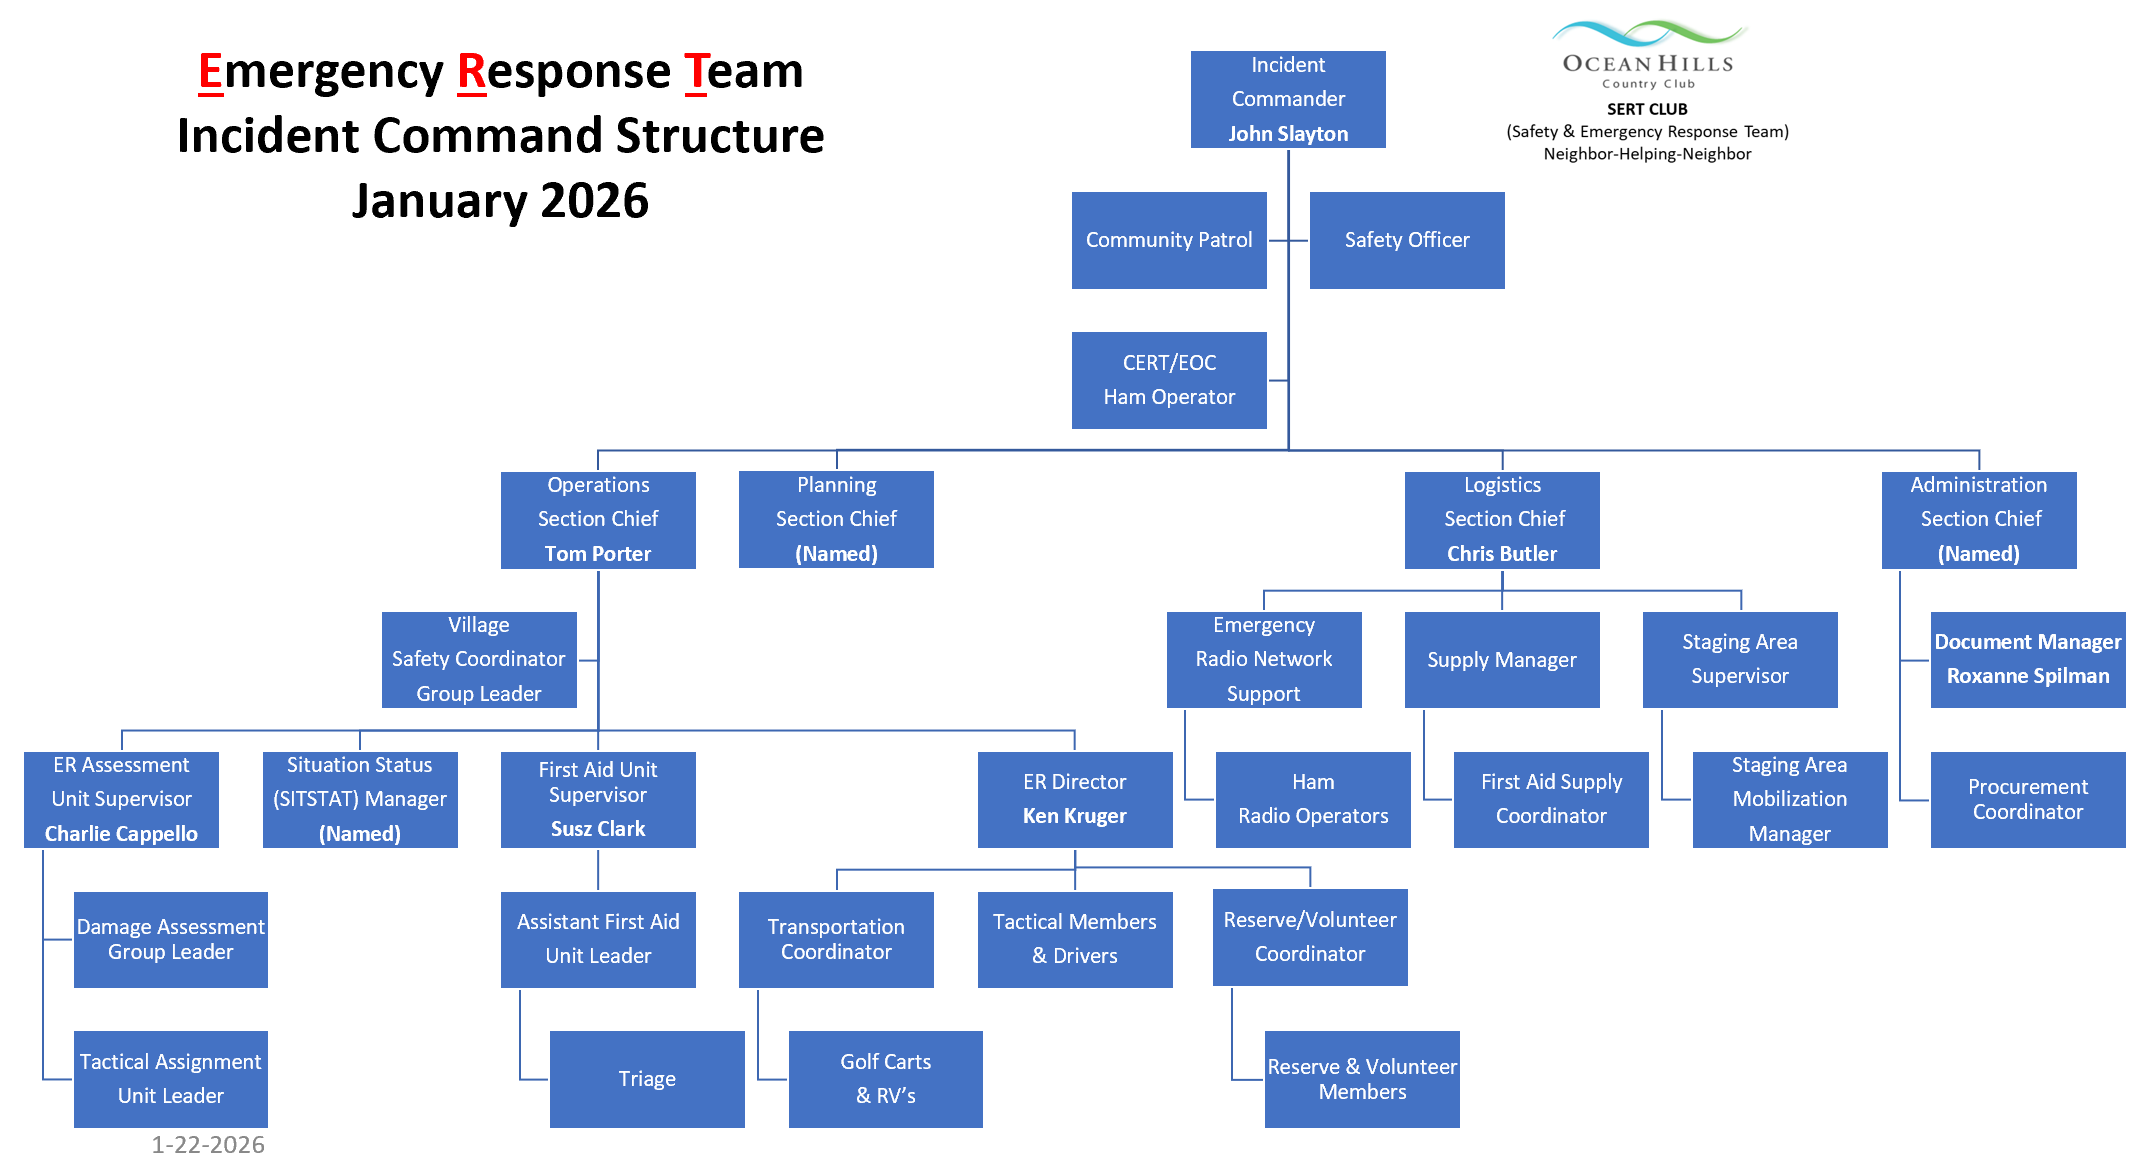 Emergency Response Team
Incident Command Structure
January 2026
OCEAN HILLS
Country Club
SERT CLUB
(Safety & Emergency Response Team)
Neighbor-Helping-Neighbor
Incident
Commander
John Slayton
Community Patrol
Safety Officer
CERT/EOC
Ham Operator
Operations
Section Chief
Tom Porter
Planning
Section Chief
(Named)
Logistics
Section Chief
Chris Butler
Administration
Section Chief
(Named)
Village
Safety Coordinator
Group Leader
Emergency
Radio Network
Support
Supply Manager
Staging Area
Supervisor
Document Manager
Roxanne Spilman
ER Assessment
Unit Supervisor
Charlie Cappello
Situation Status
(SITSTAT) Manager
(Named)
First Aid Unit
Supervisor
Susz Clark
ER Director
Ken Kruger
Ham
Radio Operators
First Aid Supply
Coordinator
Staging Area
Mobilization
Manager
Procurement
Coordinator
Damage Assessment
Group Leader
Assistant First Aid
Unit Leader
Transportation
Coordinator
Tactical Members
& Drivers
Reserve/Volunteer
Coordinator
Tactical Assignment
Unit Leader
Triage
Golf Carts
& RV’s
Reserve & Volunteer
Members
1-22-2026